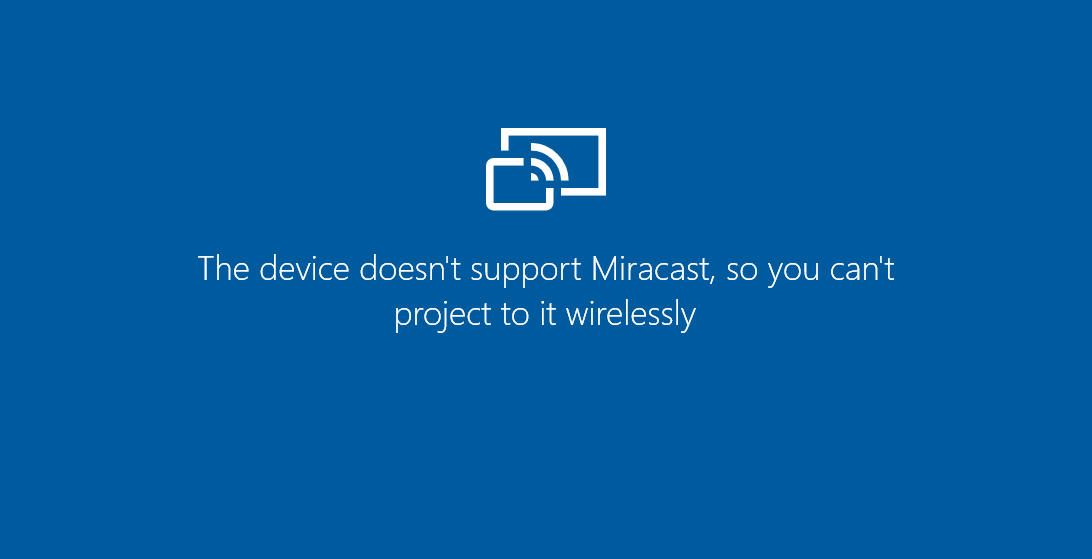 The device doesn't support Miracast, so you can't
project to it wirelessly